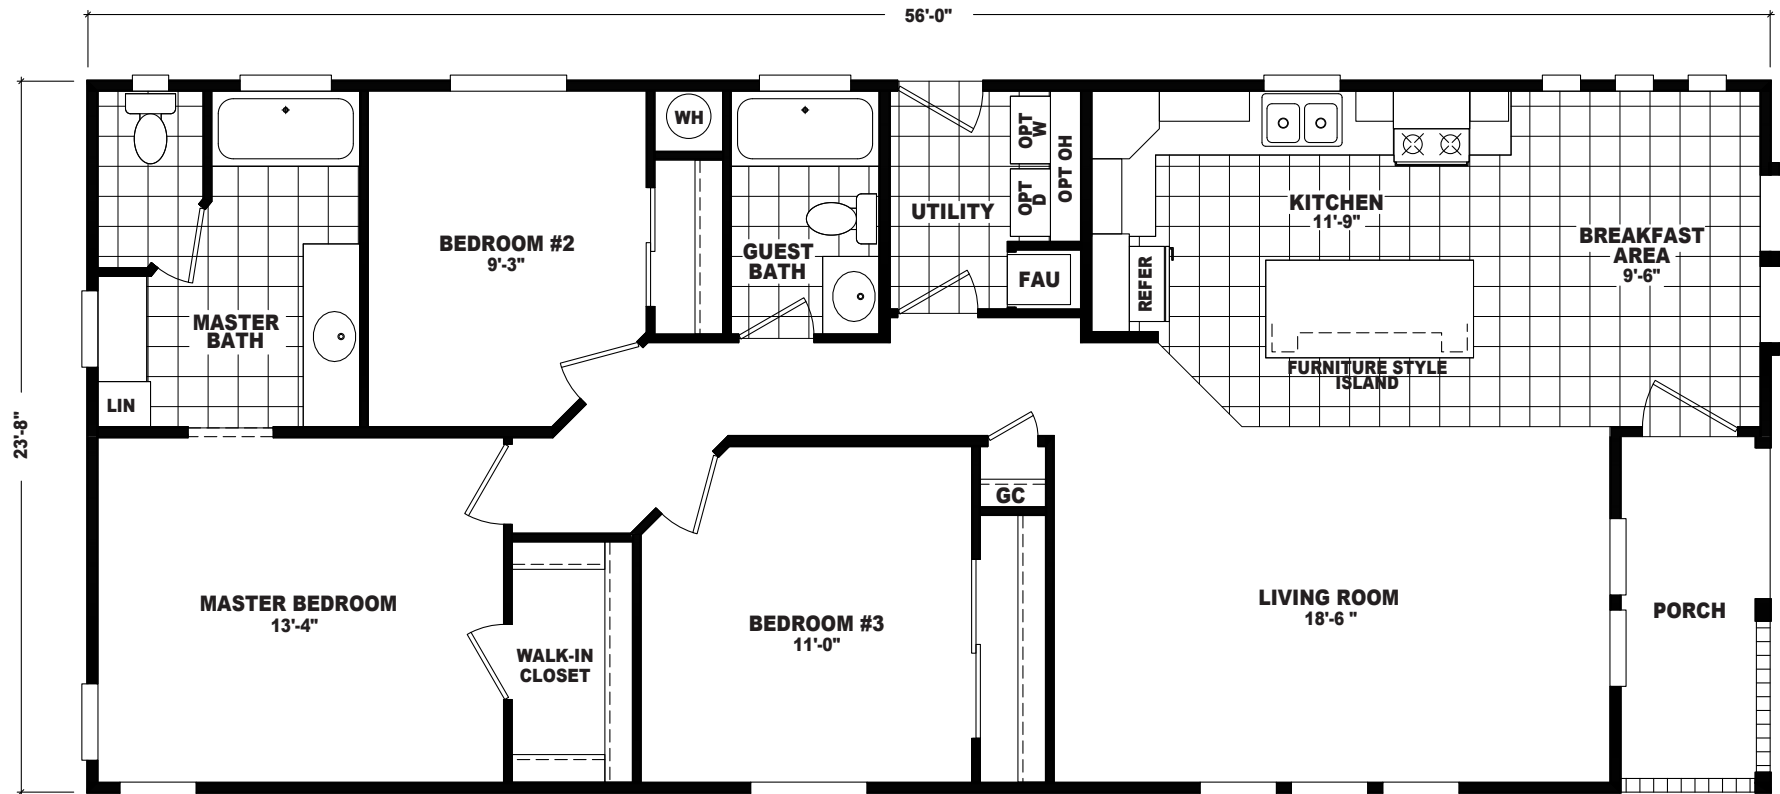 56'-0"
23'-8"
WH
OPT
W
OPT
D
OPT OH
UTILITY
FAU
GUEST
BATH
BEDROOM #2
9'-3"
MASTER
BATH
LIN
KITCHEN
11'-9"
REFER
BREAKFAST
AREA
9'-6"
FURNITURE STYLE
ISLAND
MASTER BEDROOM
13'-4"
WALK-IN
CLOSET
BEDROOM #3
11'-0"
GC
LIVING ROOM
18'-6 "
PORCH